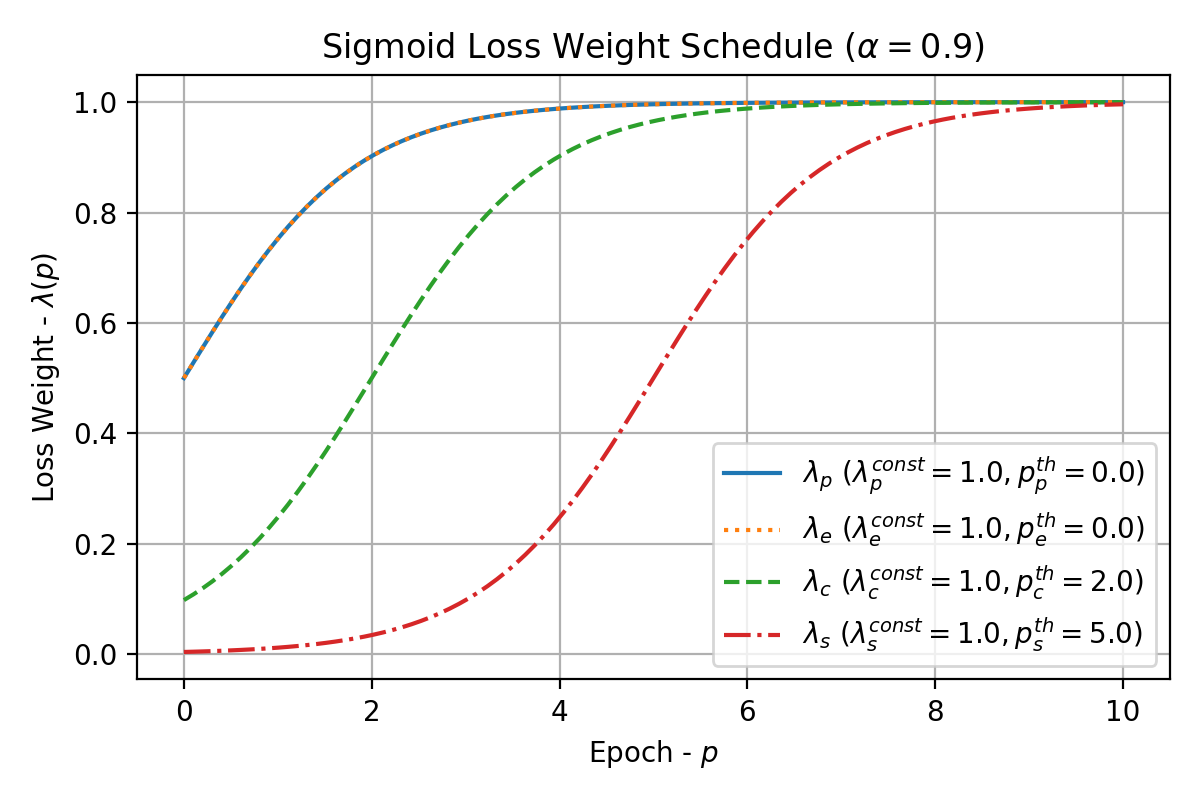 Sigmoid Loss Weight Schedule (α = 0.9)
1.0
0.8
0.6
0.4
0.2
0.0
Loss Weight - λ(p)
λ_p (λ_p^{const} = 1.0, p_p^{th} = 0.0)
λ_e (λ_e^{const} = 1.0, p_e^{th} = 0.0)
λ_c (λ_c^{const} = 1.0, p_c^{th} = 2.0)
λ_s (λ_s^{const} = 1.0, p_s^{th} = 5.0)
0 2 4 6 8 10
Epoch - p